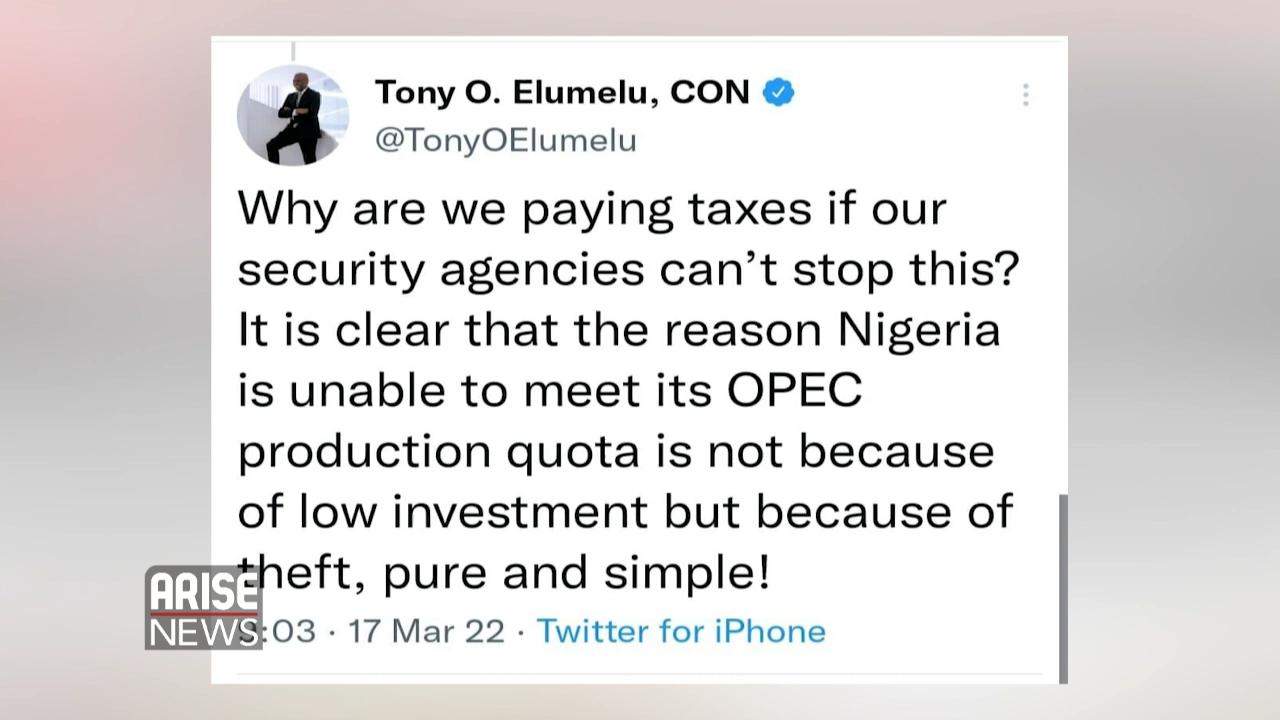 Tony O. Elumelu, CON
@TonyOElumelu
Why are we paying taxes if our
security agencies can’t stop this?
It is clear that the reason Nigeria
is unable to meet its OPEC
production quota is not because
of low investment but because of
theft, pure and simple!
:03 · 17 Mar 22 · Twitter for iPhone
ARISE
NEWS